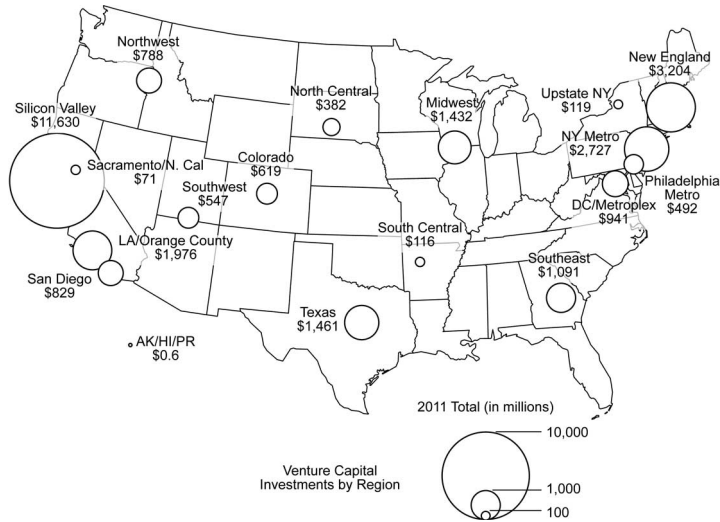 Northwest
$788
New England
$3,204
North Central
$382
Midwest
$1,432
Upstate NY
$119
Silicon Valley
$11,630
NY Metro
$2,727
Sacramento/N. Cal
$71
Colorado
$619
Southwest
$547
Philadelphia
Metro
$492
DC/Metroplex
$941
LA/Orange County
$1,976
South Central
$116
San Diego
$829
Southeast
$1,091
Texas
$1,461
AK/HI/PR
$0.6
2011 Total (in millions)
10,000
1,000
100
Venture Capital
Investments by Region